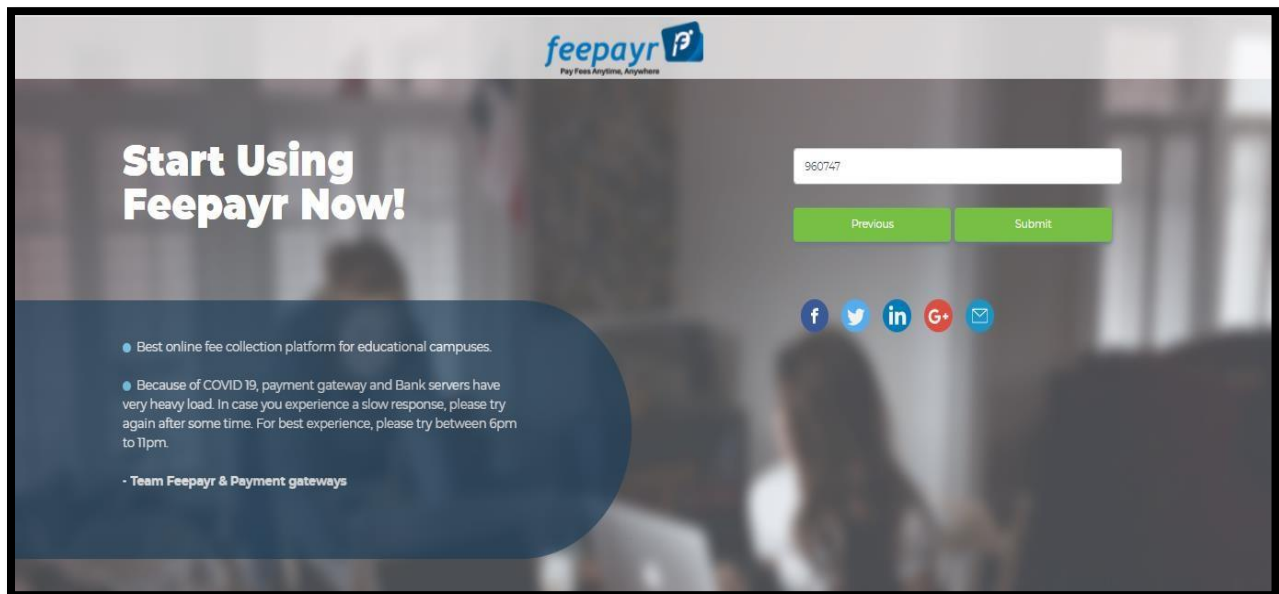 feepayr
Pay Fees Anytime, Anywhere
Start Using
Feepayr Now!
960747
Previous Submit
f in G+
Best online fee collection platform for educational campuses.
Because of COVID 19, payment gateway and Bank servers have
very heavy load. In case you experience a slow response, please try
again after some time. For best experience, please try between 6pm
to 11pm.
- Team Feepayr & Payment gateways